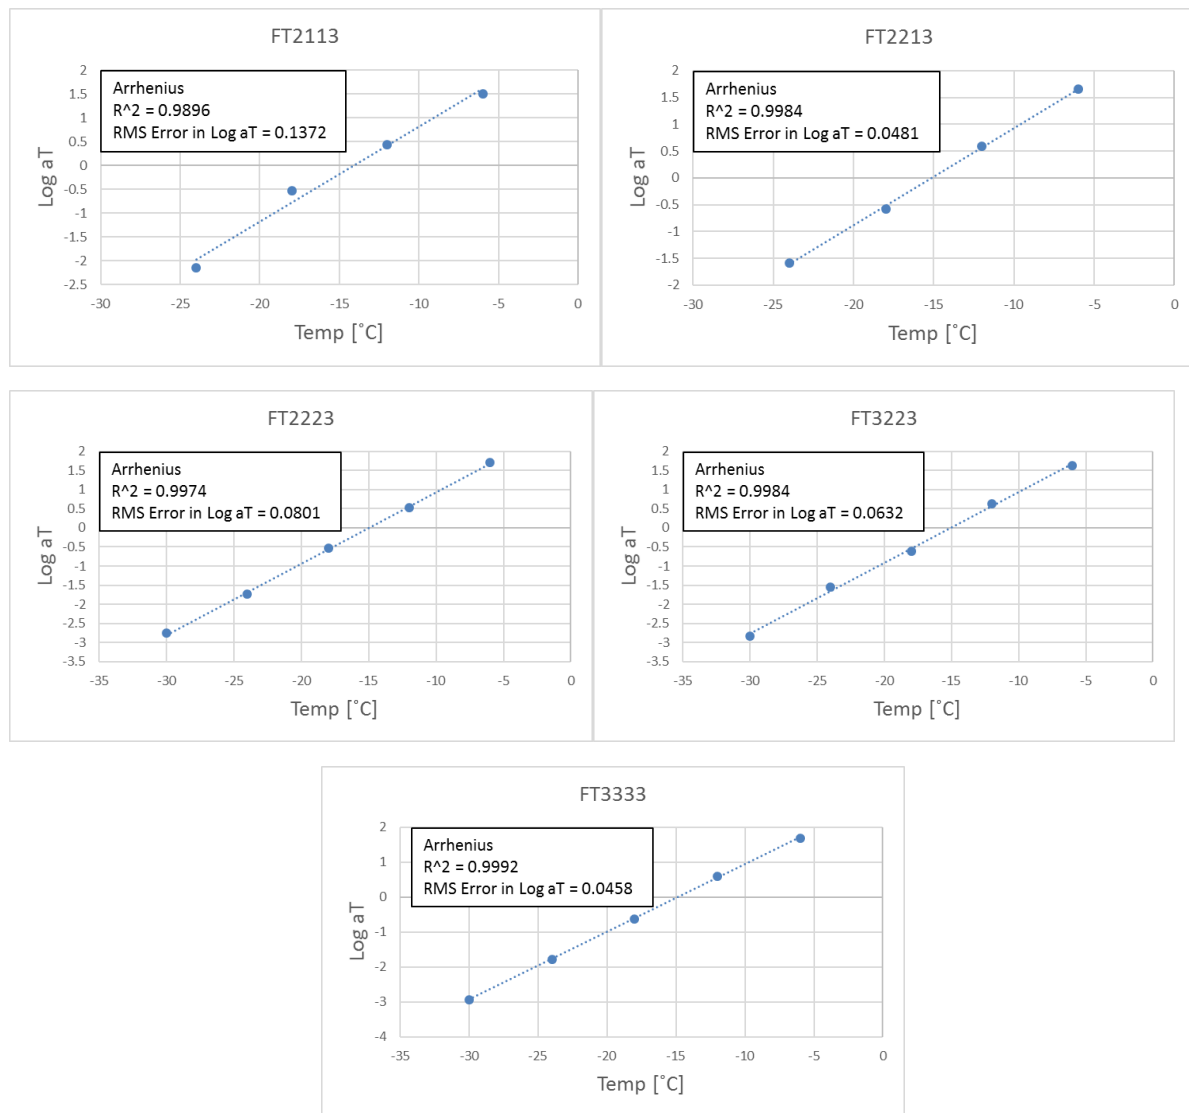 FT2113
Arrhenius
R^2 = 0.9896
RMS Error in Log aT = 0.1372
2
1.5
1
0.5
0
-0.5
-1
-1.5
-2
-2.5
Log aT
-30 -25 -20 -15 -10 -5 0
Temp [˚C]
FT2213
Arrhenius
R^2 = 0.9984
RMS Error in Log aT = 0.0481
2
1.5
1
0.5
0
-0.5
-1
-1.5
-2
Log aT
-30 -25 -20 -15 -10 -5 0
Temp [˚C]
FT2223
Arrhenius
R^2 = 0.9974
RMS Error in Log aT = 0.0801
2
1.5
1
0.5
0
-0.5
-1
-1.5
-2
-2.5
-3
-3.5
Log aT
-35 -30 -25 -20 -15 -10 -5 0
Temp [˚C]
FT3223
Arrhenius
R^2 = 0.9984
RMS Error in Log aT = 0.0632
2
1.5
1
0.5
0
-0.5
-1
-1.5
-2
-2.5
-3
-3.5
Log aT
-35 -30 -25 -20 -15 -10 -5 0
Temp [˚C]
FT3333
Arrhenius
R^2 = 0.9992
RMS Error in Log aT = 0.0458
2
1
0
-1
-2
-3
-4
Log aT
-35 -30 -25 -20 -15 -10 -5 0
Temp [˚C]